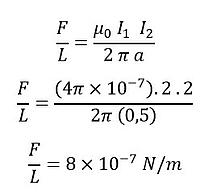 F/L = μ₀ I₁ I₂ / 2 π a
F/L = (4π × 10⁻⁷). 2 . 2 / 2π (0,5)
F/L = 8 × 10⁻⁷ N/m